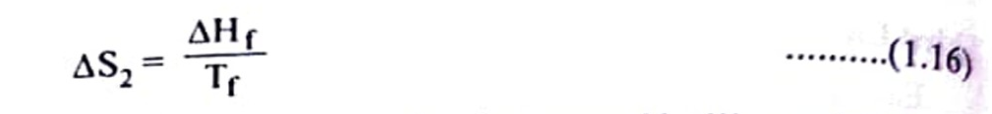 ΔS₂ = ΔH_f / T_f ..........(1.16)